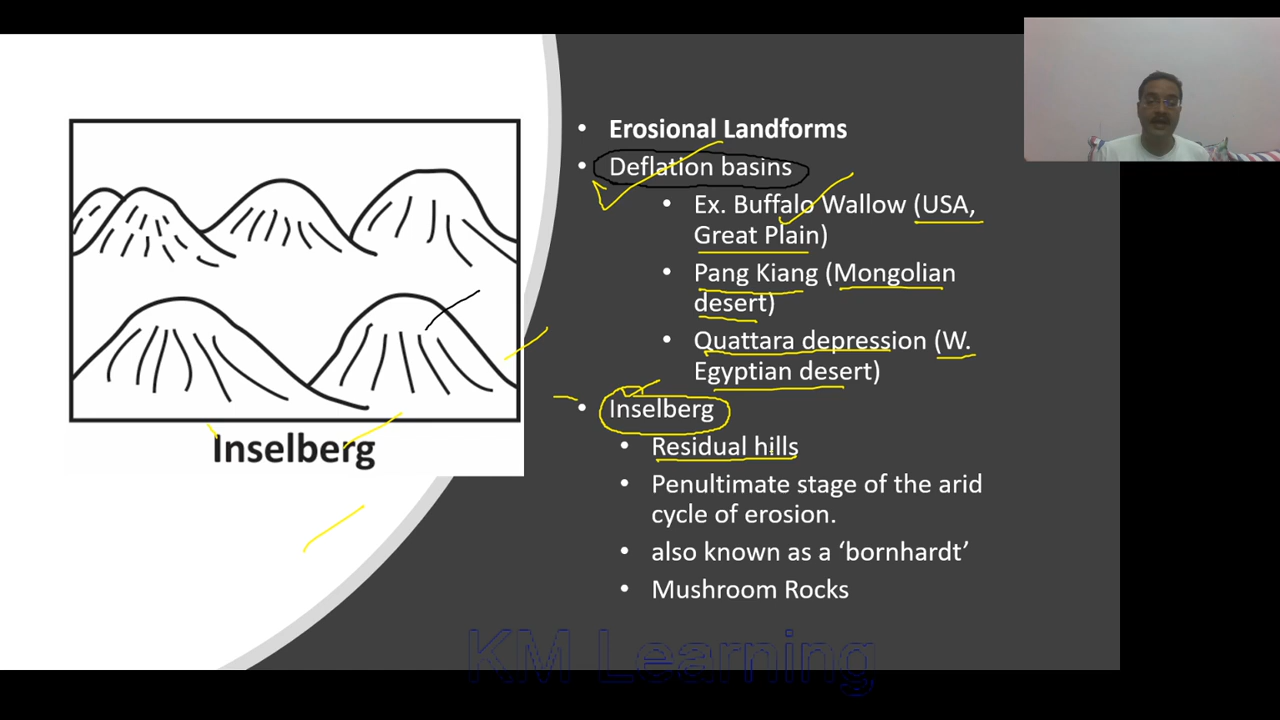 Inselberg
• Erosional Landforms
• Deflation basins
• Ex. Buffalo Wallow (USA,
Great Plain)
• Pang Kiang (Mongolian
desert)
• Quattara depression (W.
Egyptian desert)
• Inselberg
• Residual hills
• Penultimate stage of the arid
cycle of erosion.
• also known as a ‘bornhardt’
• Mushroom Rocks
KM Learning